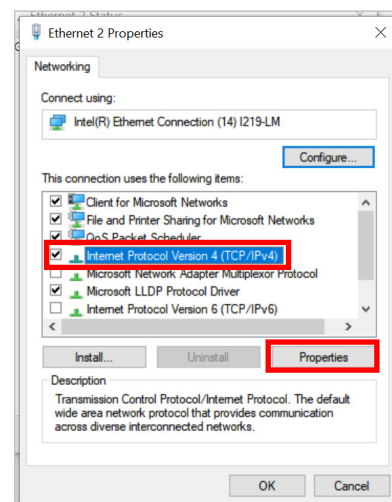 Ethernet 2 Status
Ethernet 2 Properties
Networking
Connect using:
Intel(R) Ethernet Connection (14) I219-LM
Configure...
This connection uses the following items:
Client for Microsoft Networks
File and Printer Sharing for Microsoft Networks
QoS Packet Scheduler
Internet Protocol Version 4 (TCP/IPv4)
Microsoft Network Adapter Multiplexor Protocol
Microsoft LLDP Protocol Driver
Internet Protocol Version 6 (TCP/IPv6)
Install... Uninstall Properties
Description
Transmission Control Protocol/Internet Protocol. The default
wide area network protocol that provides communication
across diverse interconnected networks.
OK Cancel